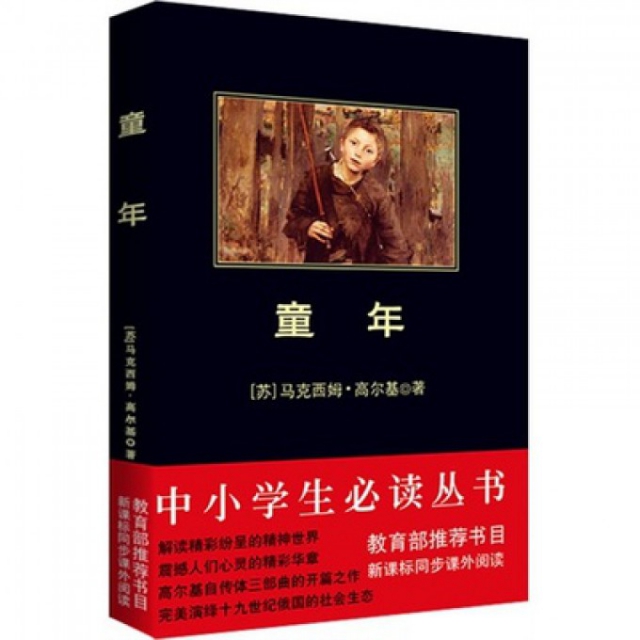 童年
[苏]马克西姆·高尔基◎著
教育部推荐书目
新课标同步课外阅读
童年
[苏]马克西姆·高尔基◎著
中小学生必读丛书
解读精彩纷呈的精神世界
震撼人们心灵的精彩华章
高尔基自传体三部曲的开篇之作
完美演绎十九世纪俄国的社会生态
教育部推荐书目
新课标同步课外阅读